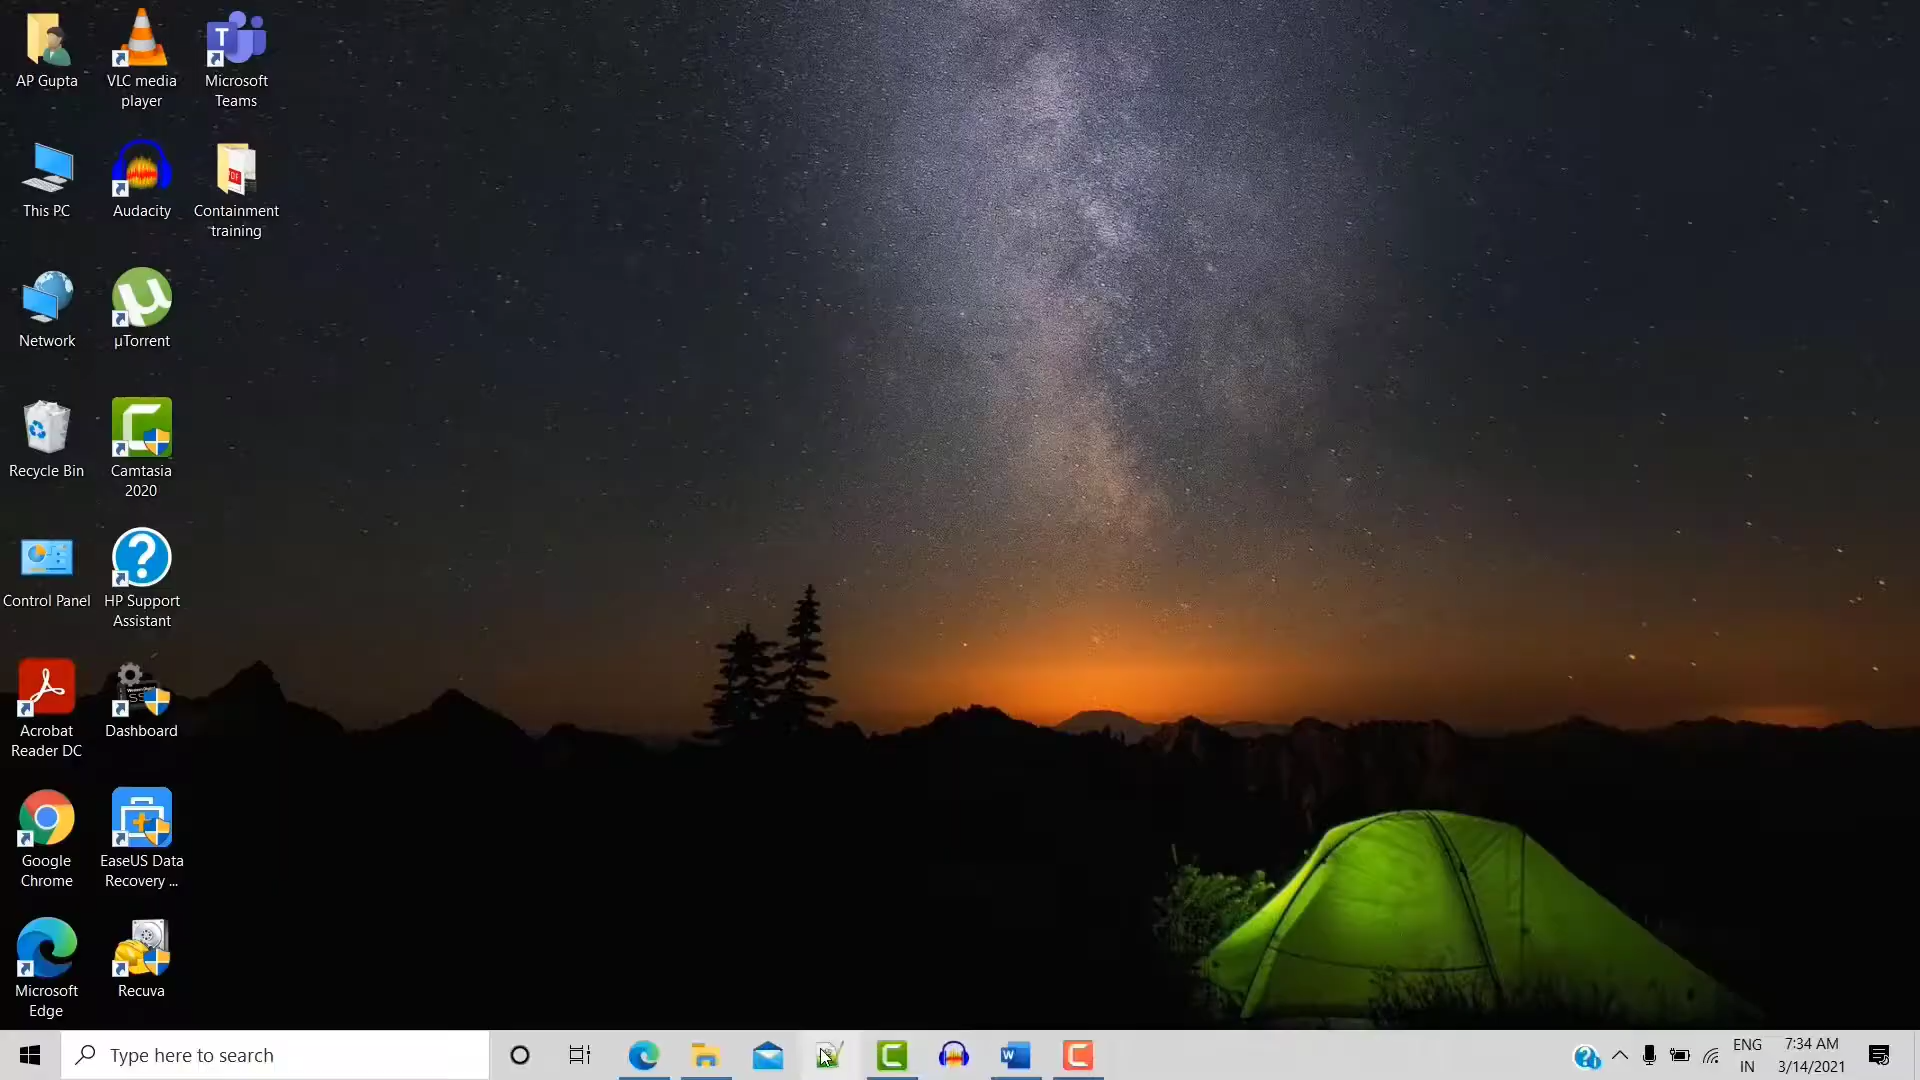 AP Gupta
VLC media
player
Microsoft
Teams
This PC
Audacity
Containment
training
Network
µTorrent
Recycle Bin
Camtasia
2020
Control Panel
HP Support
Assistant
Acrobat
Reader DC
Dashboard
Google
Chrome
EaseUS Data
Recovery ...
Microsoft
Edge
Recuva
Type here to search
ENG
IN
7:34 AM
3/14/2021